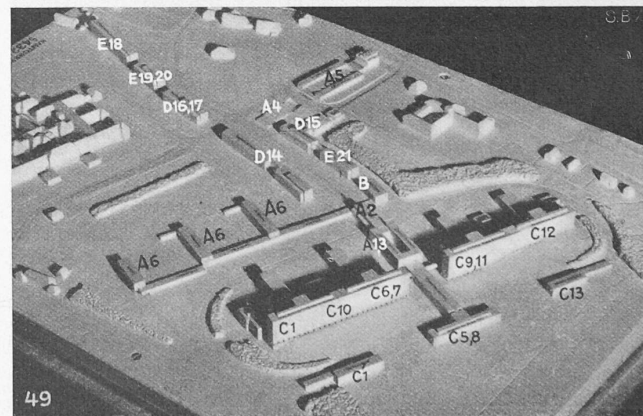 S.B
E18
E19,20
D16,17
A5
A4
D15
D14
E21
B
A2
A6
A6
A6
A13
C12
C9,11
C13
C6,7
C10
C1
C5,8
C1
49